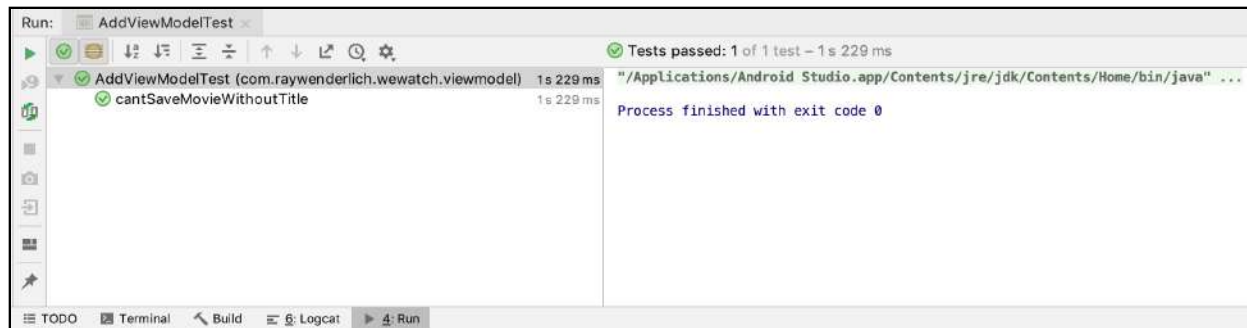 Run: AddViewModelTest
Tests passed: 1 of 1 test – 1 s 229 ms
AddViewModelTest (com.raywenderlich.wewatch.viewmodel) 1 s 229 ms
cantSaveMovieWithoutTitle 1 s 229 ms
"/Applications/Android Studio.app/Contents/jre/jdk/Contents/Home/bin/java" ...
Process finished with exit code 0
TODO Terminal Build 6: Logcat 4: Run